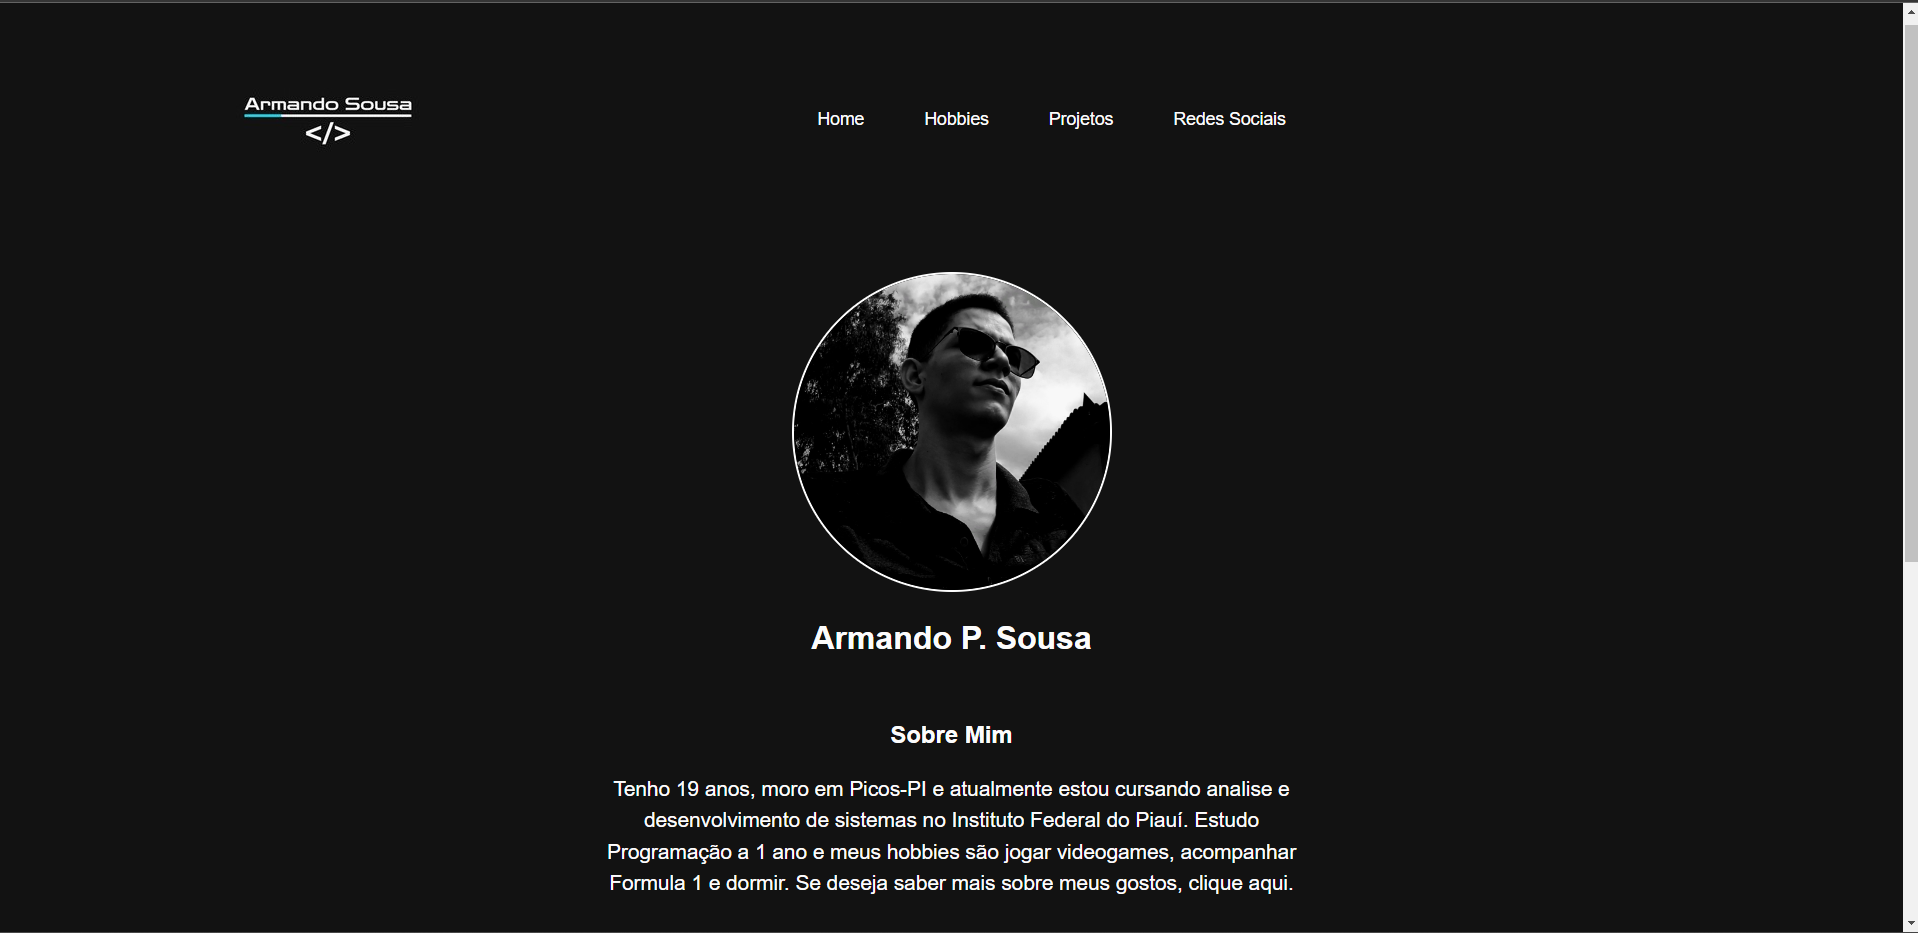 Armando Sousa
</>
Home Hobbies Projetos Redes Sociais
Armando P. Sousa
Sobre Mim
Tenho 19 anos, moro em Picos-PI e atualmente estou cursando analise e
desenvolvimento de sistemas no Instituto Federal do Piauí. Estudo
Programação a 1 ano e meus hobbies são jogar videogames, acompanhar
Formula 1 e dormir. Se deseja saber mais sobre meus gostos, clique aqui.